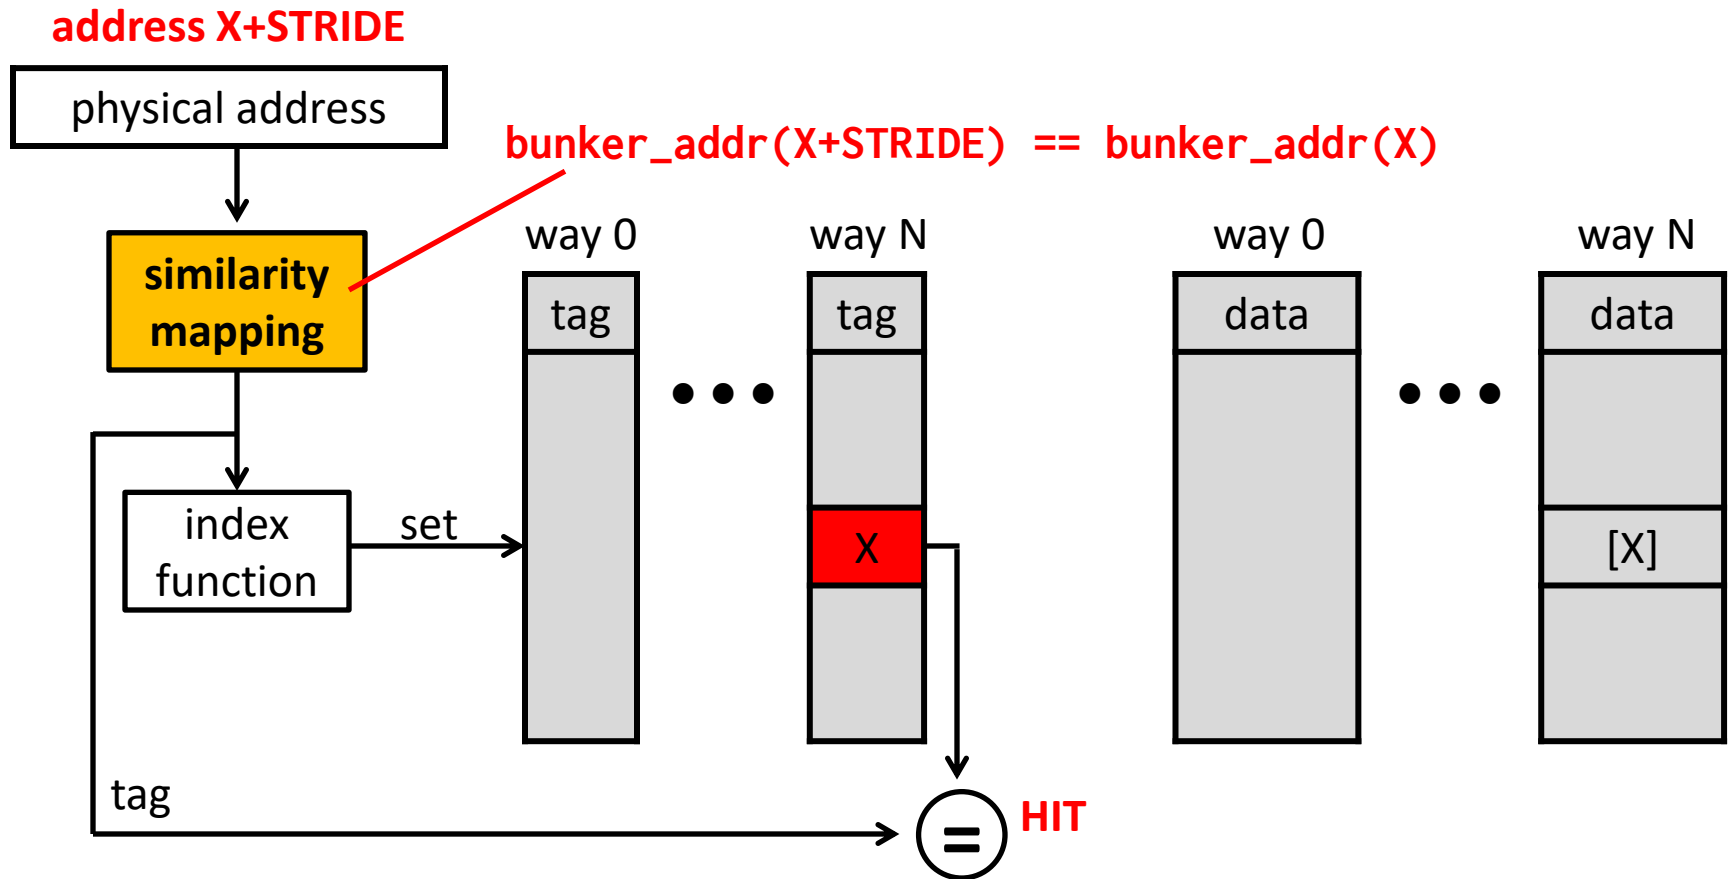 address X+STRIDE
physical address
bunker_addr(X+STRIDE) == bunker_addr(X)
similarity
mapping
way 0
way N
way 0
way N
tag
tag
data
data
index
function
set
X
[X]
tag
=
HIT